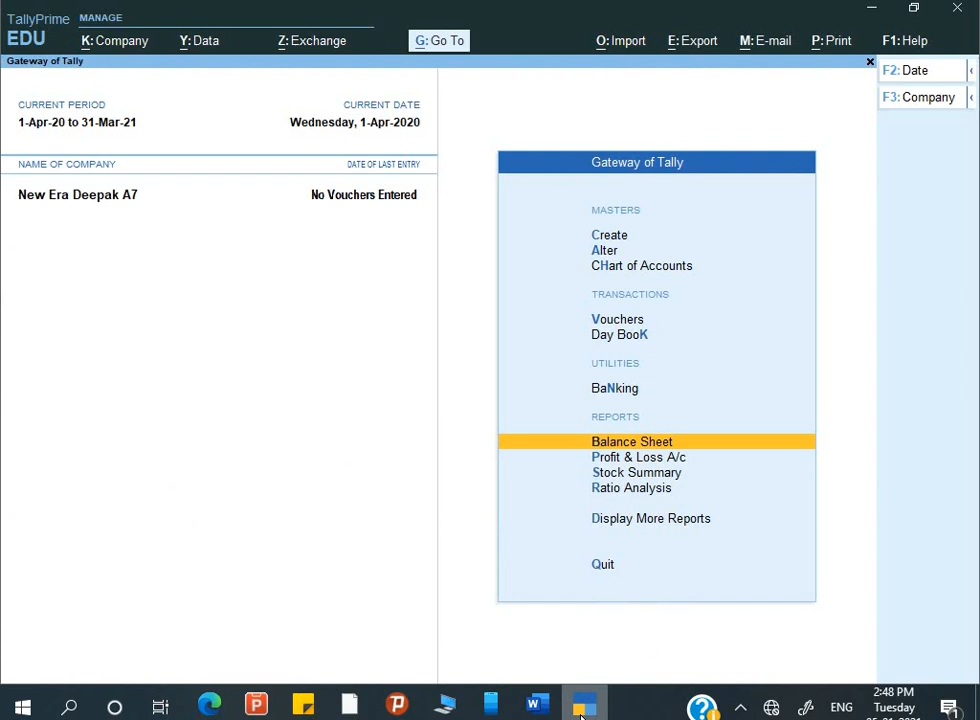 TallyPrime MANAGE
EDU
K: Company Y: Data Z: Exchange G: Go To O: Import E: Export M: E-mail P: Print F1: Help
Gateway of Tally x
F2: Date
F3: Company
CURRENT PERIOD CURRENT DATE
1-Apr-20 to 31-Mar-21 Wednesday, 1-Apr-2020
NAME OF COMPANY DATE OF LAST ENTRY
New Era Deepak A7 No Vouchers Entered
Gateway of Tally
MASTERS
Create
Alter
CHart of Accounts
TRANSACTIONS
Vouchers
Day BooK
UTILITIES
BaNking
REPORTS
Balance Sheet
Profit & Loss A/c
Stock Summary
Ratio Analysis
Display More Reports
Quit
ENG
2:48 PM
Tuesday